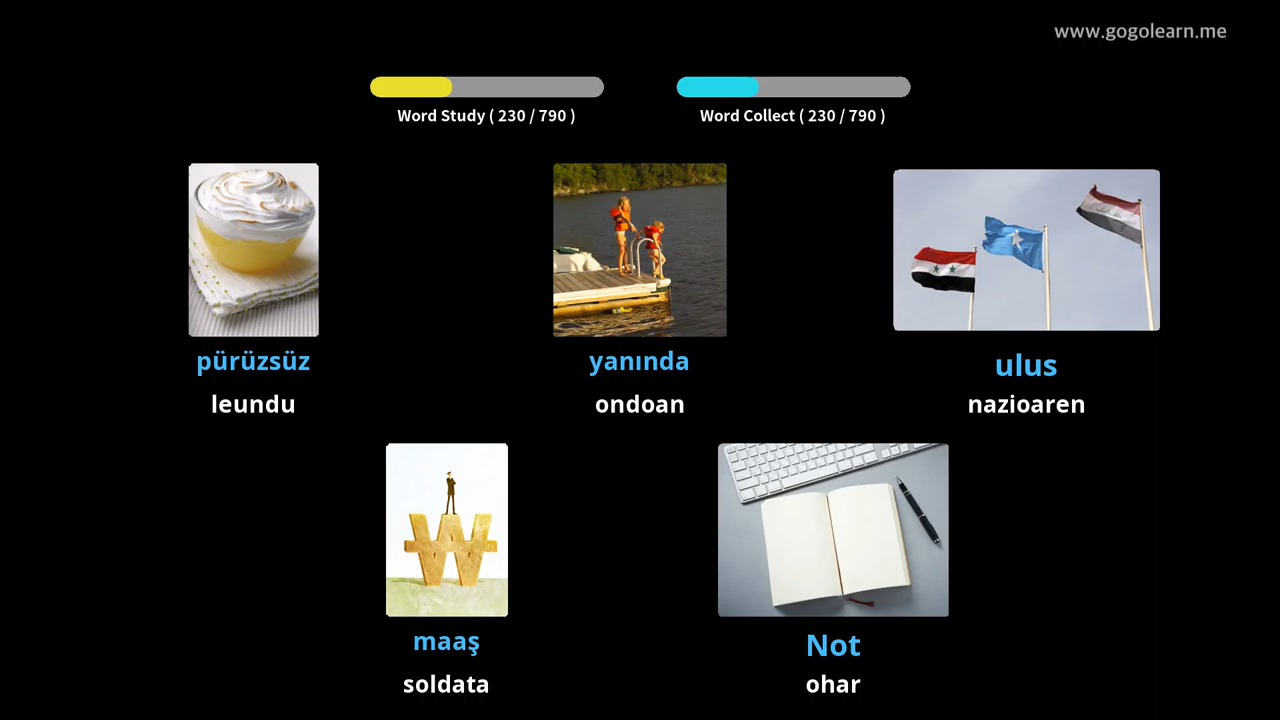 www.gogolearn.me
Word Study ( 230 / 790 )
Word Collect ( 230 / 790 )
pürüzsüz
leundu
yanında
ondoan
ulus
nazioaren
maaş
soldata
Not
ohar